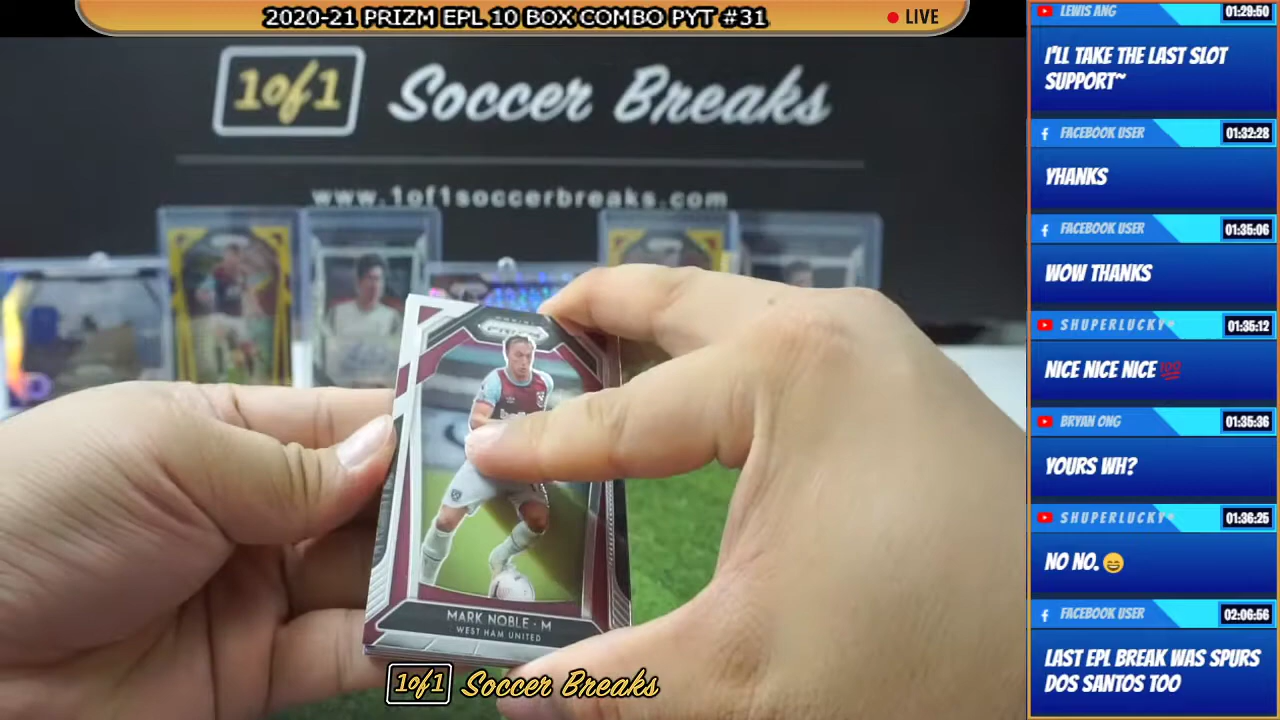 2020-21 PRIZM EPL 10 BOX COMBO PYT #31
LIVE
1of1 Soccer Breaks
www.1of1soccerbreaks.com
PRIZM
MARK NOBLE · M
WEST HAM UNITED
1of1 Soccer Breaks
LEWIS ANG 01:29:50
I'LL TAKE THE LAST SLOT
SUPPORT~
FACEBOOK USER 01:32:28
YHANKS
FACEBOOK USER 01:35:06
WOW THANKS
SHUPERLUCKY 01:35:12
NICE NICE NICE 💯
BRYAN ONG 01:35:36
YOURS WH?
SHUPERLUCKY 01:36:25
NO NO. 😄
FACEBOOK USER 02:06:56
LAST EPL BREAK WAS SPURS
DOS SANTOS TOO